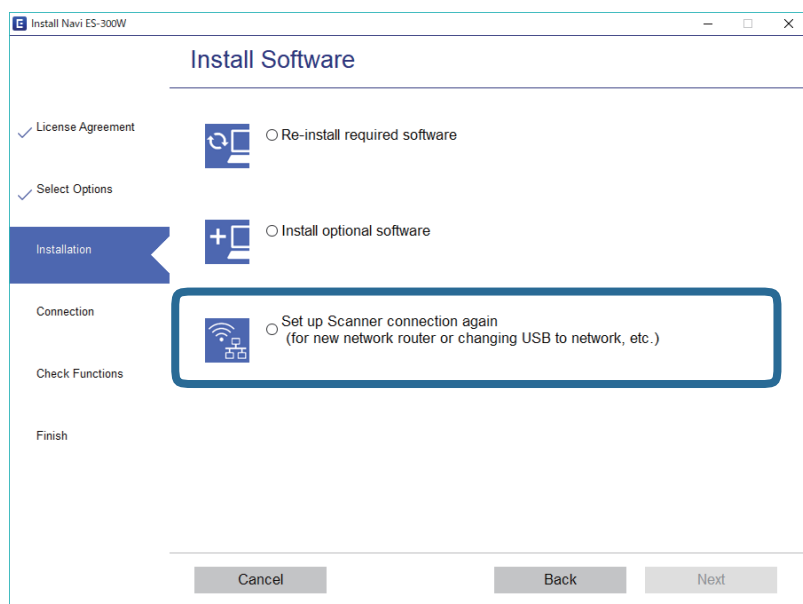 E Install Navi ES-300W
Install Software
License Agreement
Select Options
Installation
Connection
Check Functions
Finish
Re-install required software
Install optional software
Set up Scanner connection again
(for new network router or changing USB to network, etc.)
Cancel
Back
Next